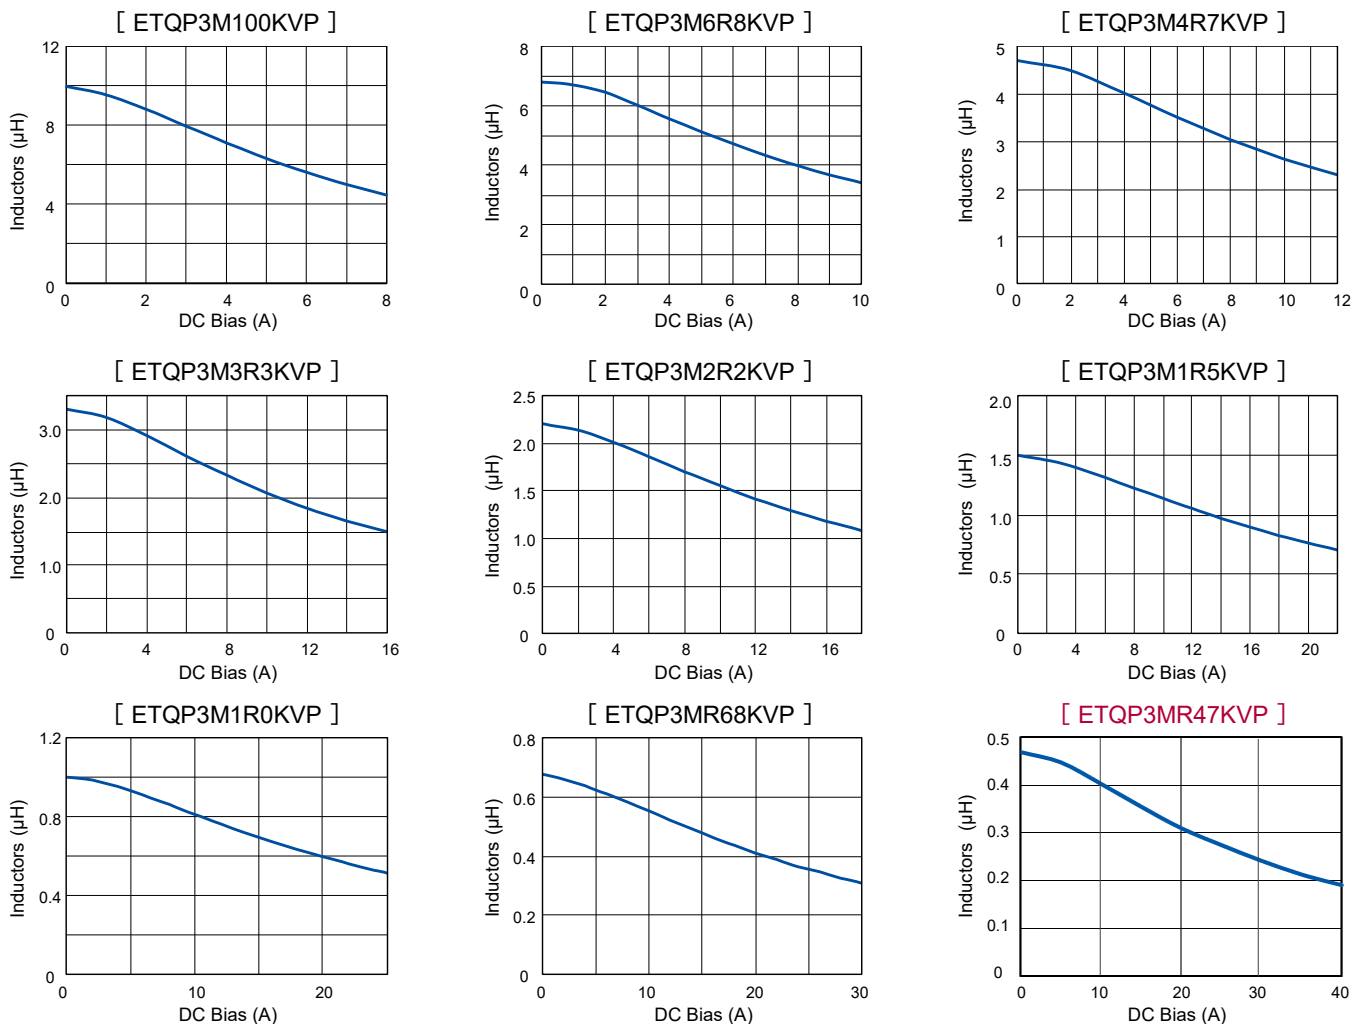 [ ETQP3M100KVP ]
12
8
4
0
Inductors (µH)
0 2 4 6 8
DC Bias (A)
[ ETQP3M6R8KVP ]
8
6
4
2
0
Inductors (µH)
0 2 4 6 8 10
DC Bias (A)
[ ETQP3M4R7KVP ]
5
4
3
2
1
0
Inductors (µH)
0 2 4 6 8 10 12
DC Bias (A)
[ ETQP3M3R3KVP ]
3.0
2.0
1.0
0
Inductors (µH)
0 4 8 12 16
DC Bias (A)
[ ETQP3M2R2KVP ]
2.5
2.0
1.5
1.0
0.5
0
Inductors (µH)
0 4 8 12 16
DC Bias (A)
[ ETQP3M1R5KVP ]
2.0
1.5
1.0
0.5
0
Inductors (µH)
0 4 8 12 16 20
DC Bias (A)
[ ETQP3M1R0KVP ]
1.2
0.8
0.4
0
Inductors (µH)
0 10 20
DC Bias (A)
[ ETQP3MR68KVP ]
0.8
0.6
0.4
0.2
0
Inductors (µH)
0 10 20 30
DC Bias (A)
[ ETQP3MR47KVP ]
0.5
0.4
0.3
0.2
0.1
0
Inductors (µH)
0 10 20 30 40
DC Bias (A)